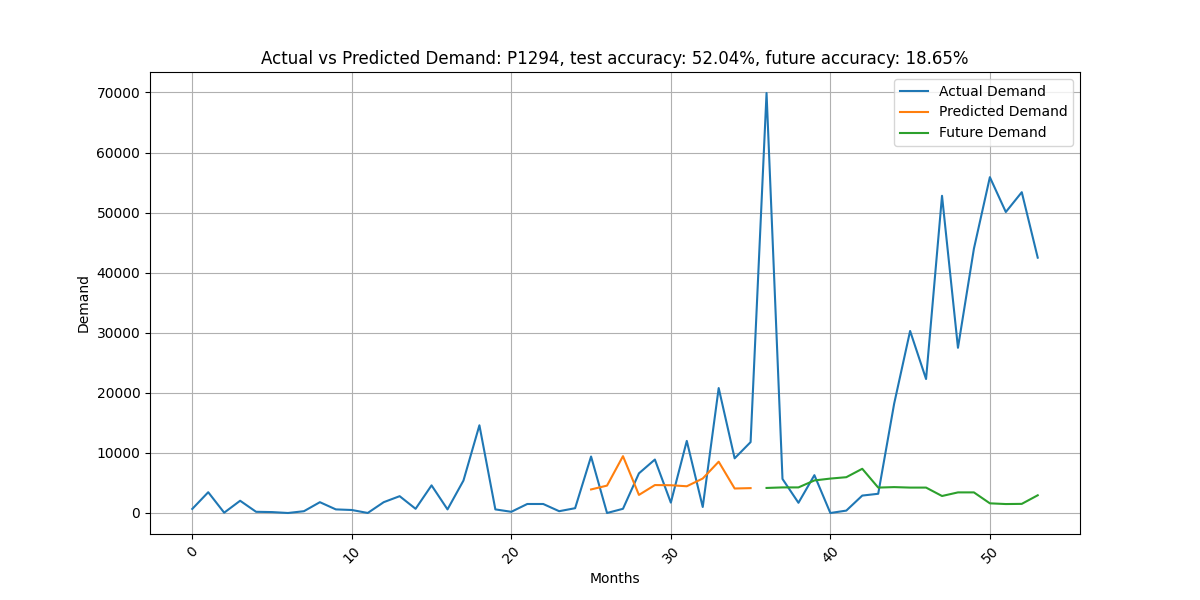 Actual vs Predicted Demand: P1294, test accuracy: 52.04%, future accuracy: 18.65%
Actual Demand
Predicted Demand
Future Demand
70000
60000
50000
40000
30000
20000
10000
0
Demand
0
10
20
30
40
50
Months